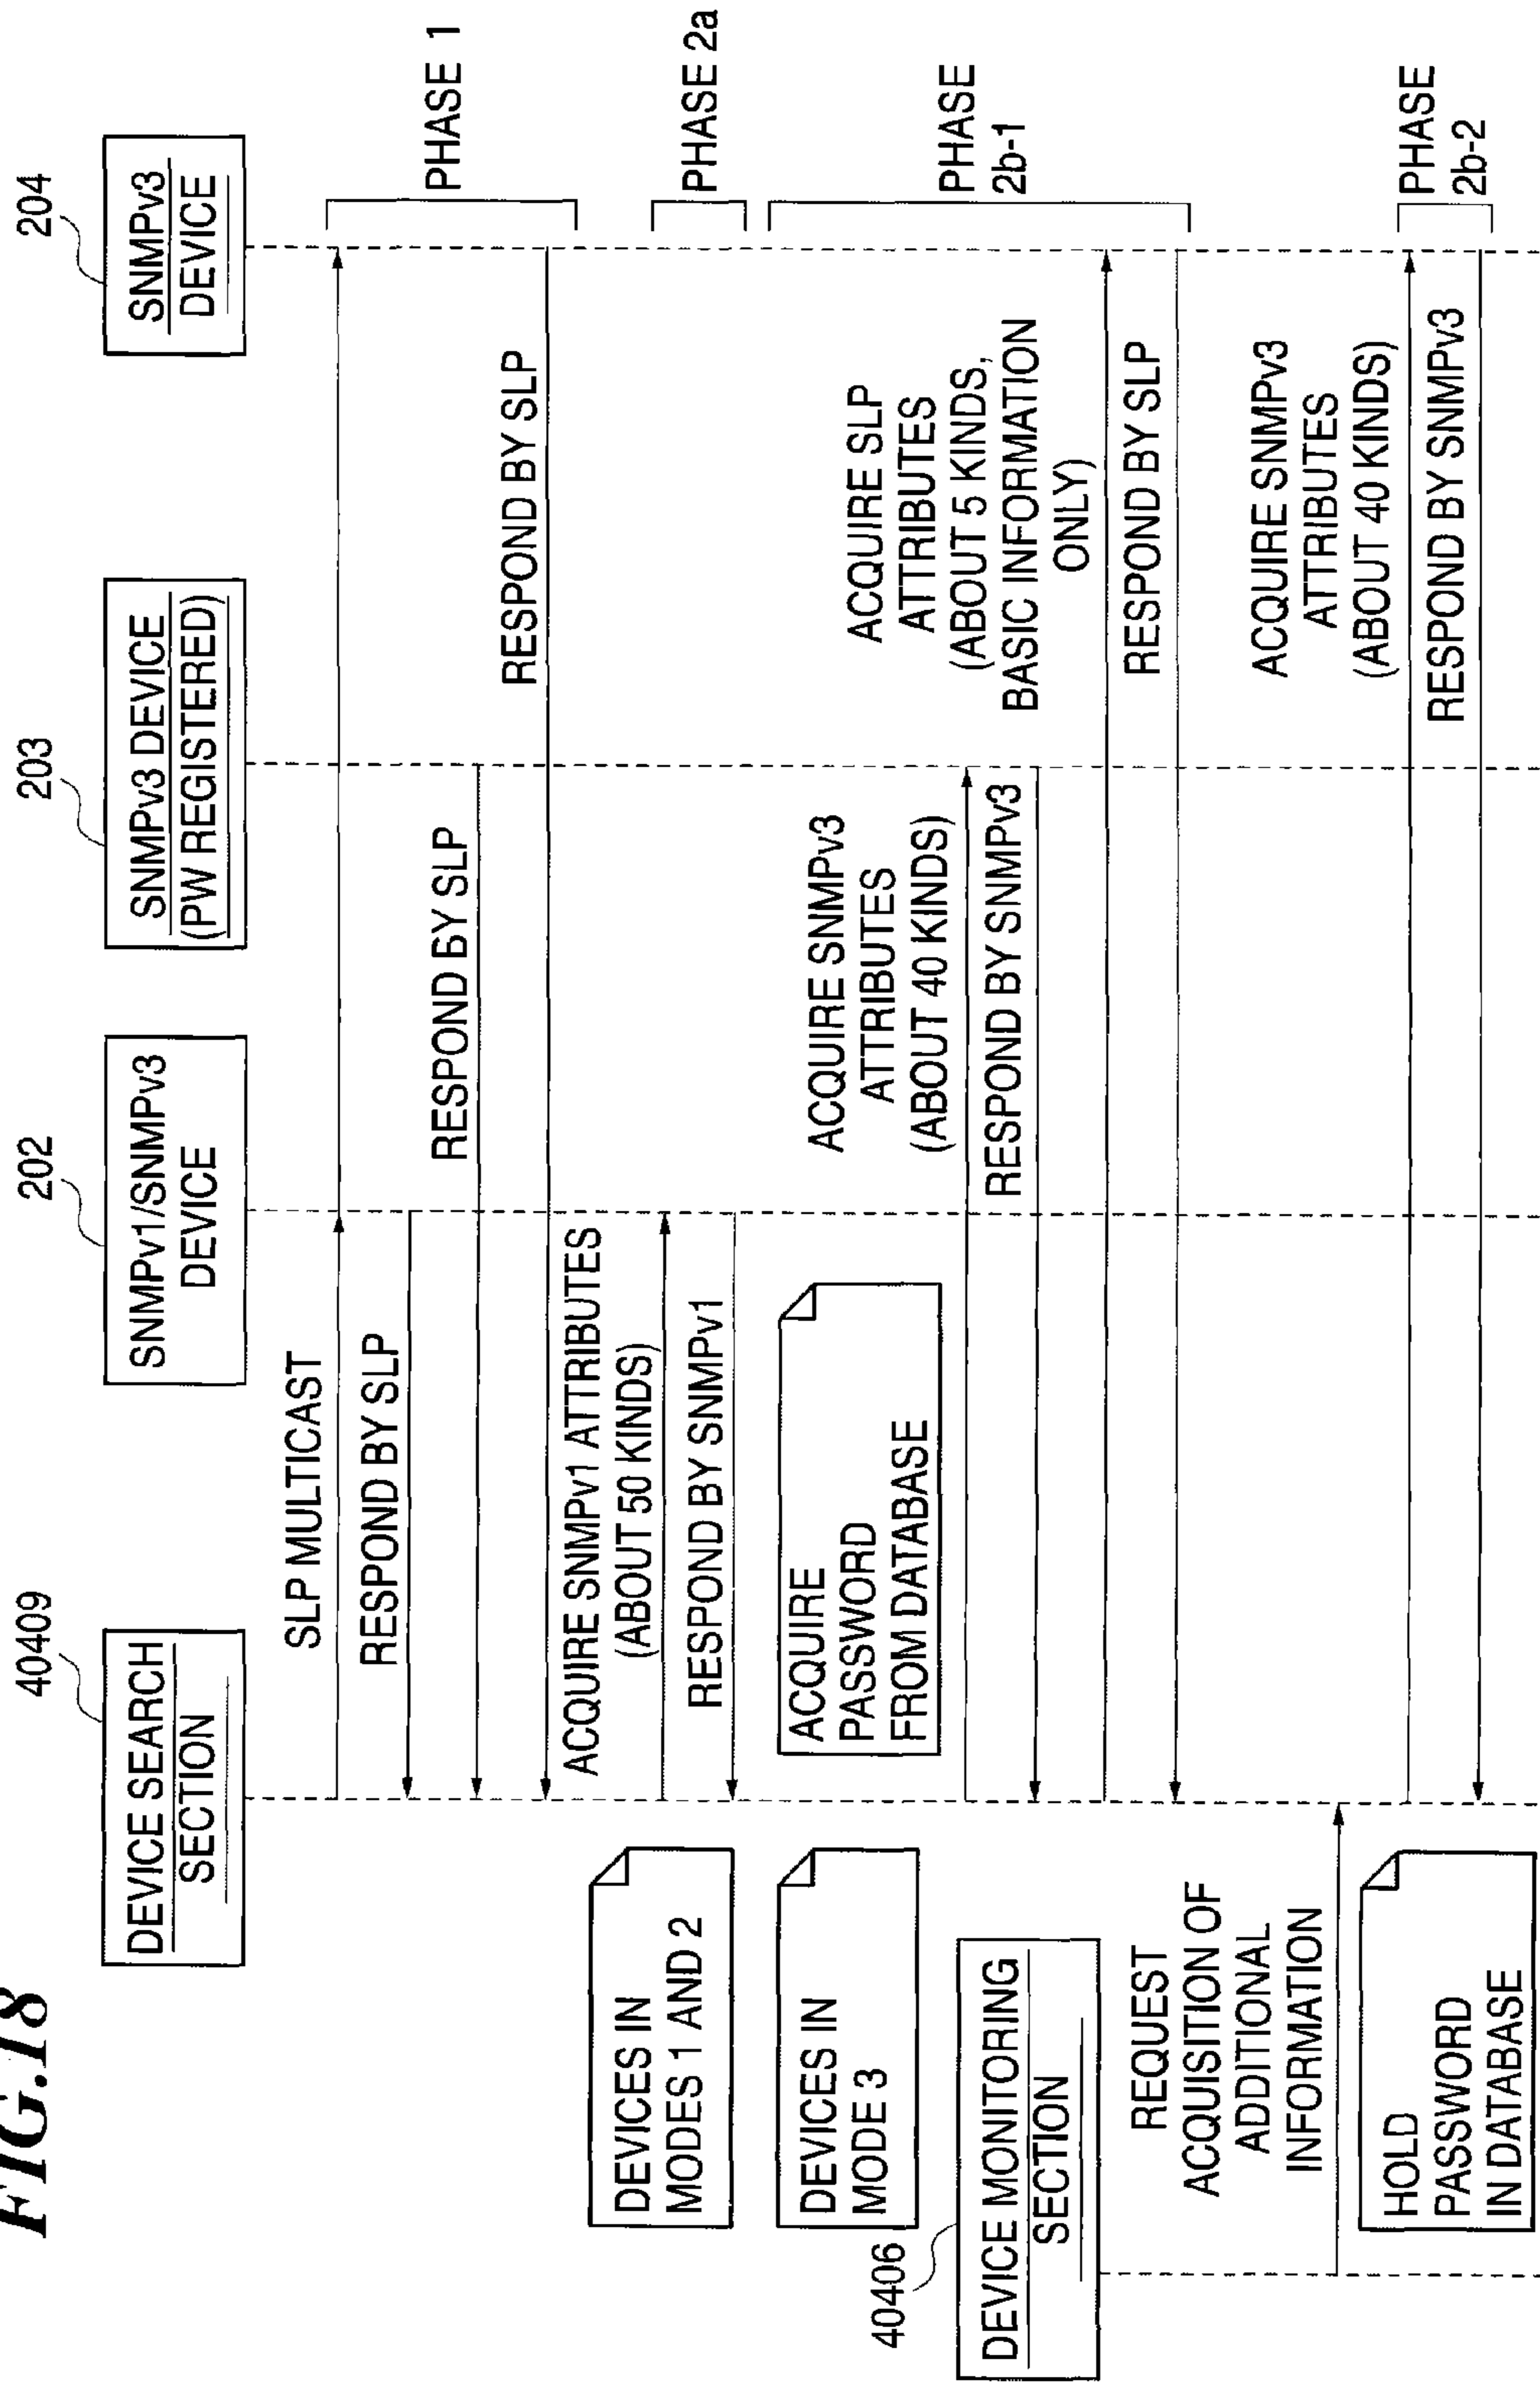 FIG.18
40409
DEVICE SEARCH
SECTION
202
SNMPv1/SNMPv3
DEVICE
203
SNMPv3 DEVICE
(PW REGISTERED)
204
SNMPv3
DEVICE
SLP MULTICAST
RESPOND BY SLP
RESPOND BY SLP
RESPOND BY SLP
PHASE 1
DEVICES IN
MODES 1 AND 2
ACQUIRE SNMPv1 ATTRIBUTES
(ABOUT 50 KINDS)
RESPOND BY SNMPv1
PHASE 2a
DEVICES IN
MODE 3
ACQUIRE
PASSWORD
FROM DATABASE
ACQUIRE SNMPv3
ATTRIBUTES
(ABOUT 40 KINDS)
RESPOND BY SNMPv3
ACQUIRE SLP
ATTRIBUTES
(ABOUT 5 KINDS,
BASIC INFORMATION
ONLY)
RESPOND BY SLP
PHASE
2b-1
40406
DEVICE MONITORING
SECTION
REQUEST
ACQUISITION OF
ADDITIONAL
INFORMATION
HOLD
PASSWORD
IN DATABASE
ACQUIRE SNMPv3
ATTRIBUTES
(ABOUT 40 KINDS)
RESPOND BY SNMPv3
PHASE
2b-2